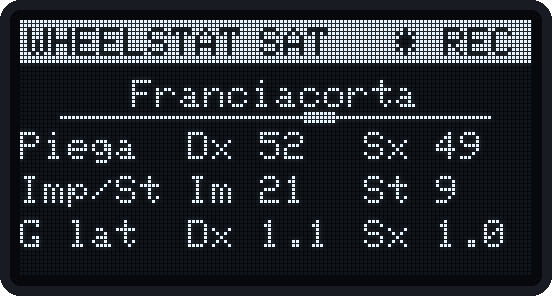 WHEELSTAT SAT REC
Franciacorta
Piega Dx 52 Sx 49
Imp/St Im 21 St 9
G lat Dx 1.1 Sx 1.0